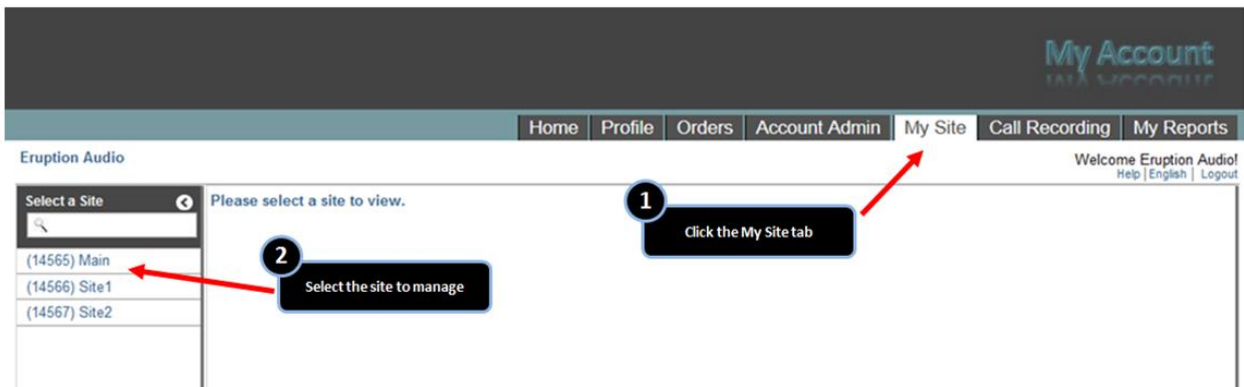 My Account
Home Profile Orders Account Admin My Site Call Recording My Reports
Eruption Audio
Welcome Eruption Audio!
Help | English | Logout
Select a Site
Please select a site to view.
1
Click the My Site tab
(14565) Main
2
(14566) Site1
Select the site to manage
(14567) Site2